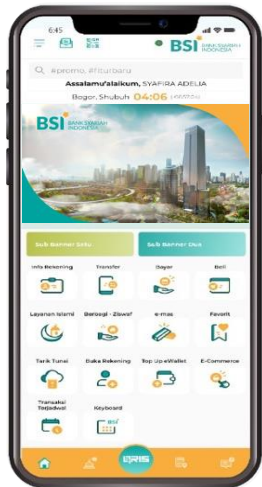 6:45
BSI BANK SYARIAH
INDONESIA
#promo, #fiturbaru
Assalamu'alaikum, SYAFIRA ADELIA
Bogor, Shubuh 04:06
BSI BANK SYARIAH
INDONESIA
Sub Banner Satu Sub Banner Dua
Info Rekening Transfer Bayar Beli
Layanan Islami Berbagi - Ziswaf e-mas Favorit
Tarik Tunai Buka Rekening Top Up eWallet E-Commerce
Transaksi
Terjadwal Keyboard
BSI
QRIS